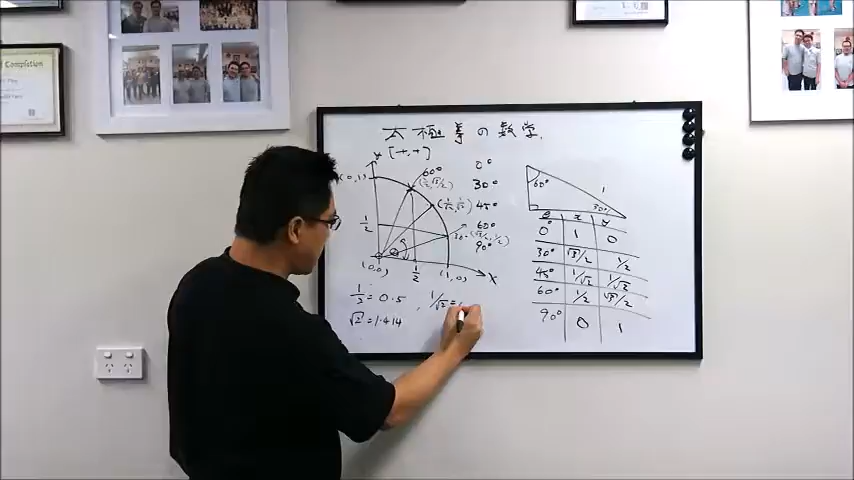 太極拳の数学.
[+,+]
y
(0,1)
60°
(1/2, √3/2)
(1/√2, 1/√2)
30° = (√3/2, 1/2)
1/2
(0,0)
1/2
(1,0)
x
0°
30°
45°
60°
90°
1/2 = 0.5 , 1/√2 =
√2 = 1.414
60°
1
30°
θ x y
0° 1 0
30° √3/2 1/2
45° 1/√2 1/√2
60° 1/2 √3/2
90° 0 1